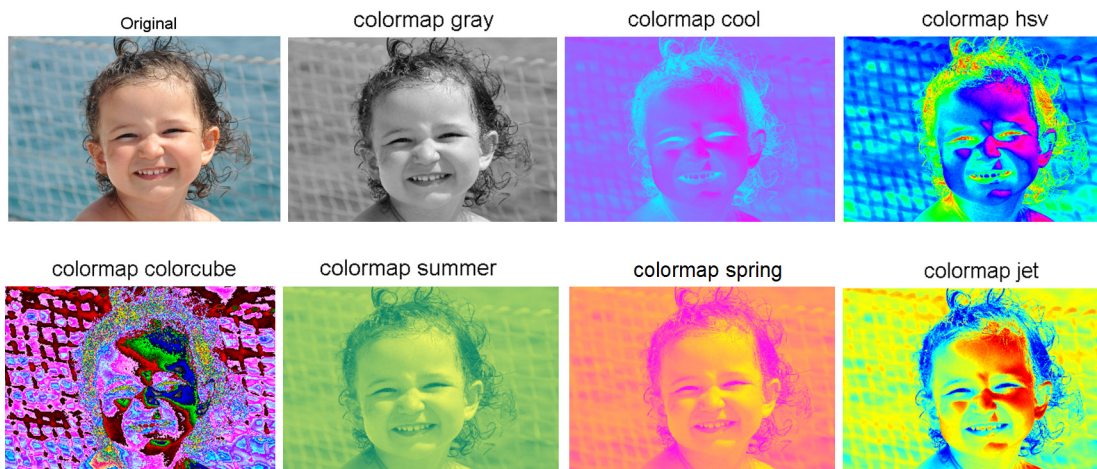 Original
colormap gray
colormap cool
colormap hsv
colormap colorcube
colormap summer
colormap spring
colormap jet